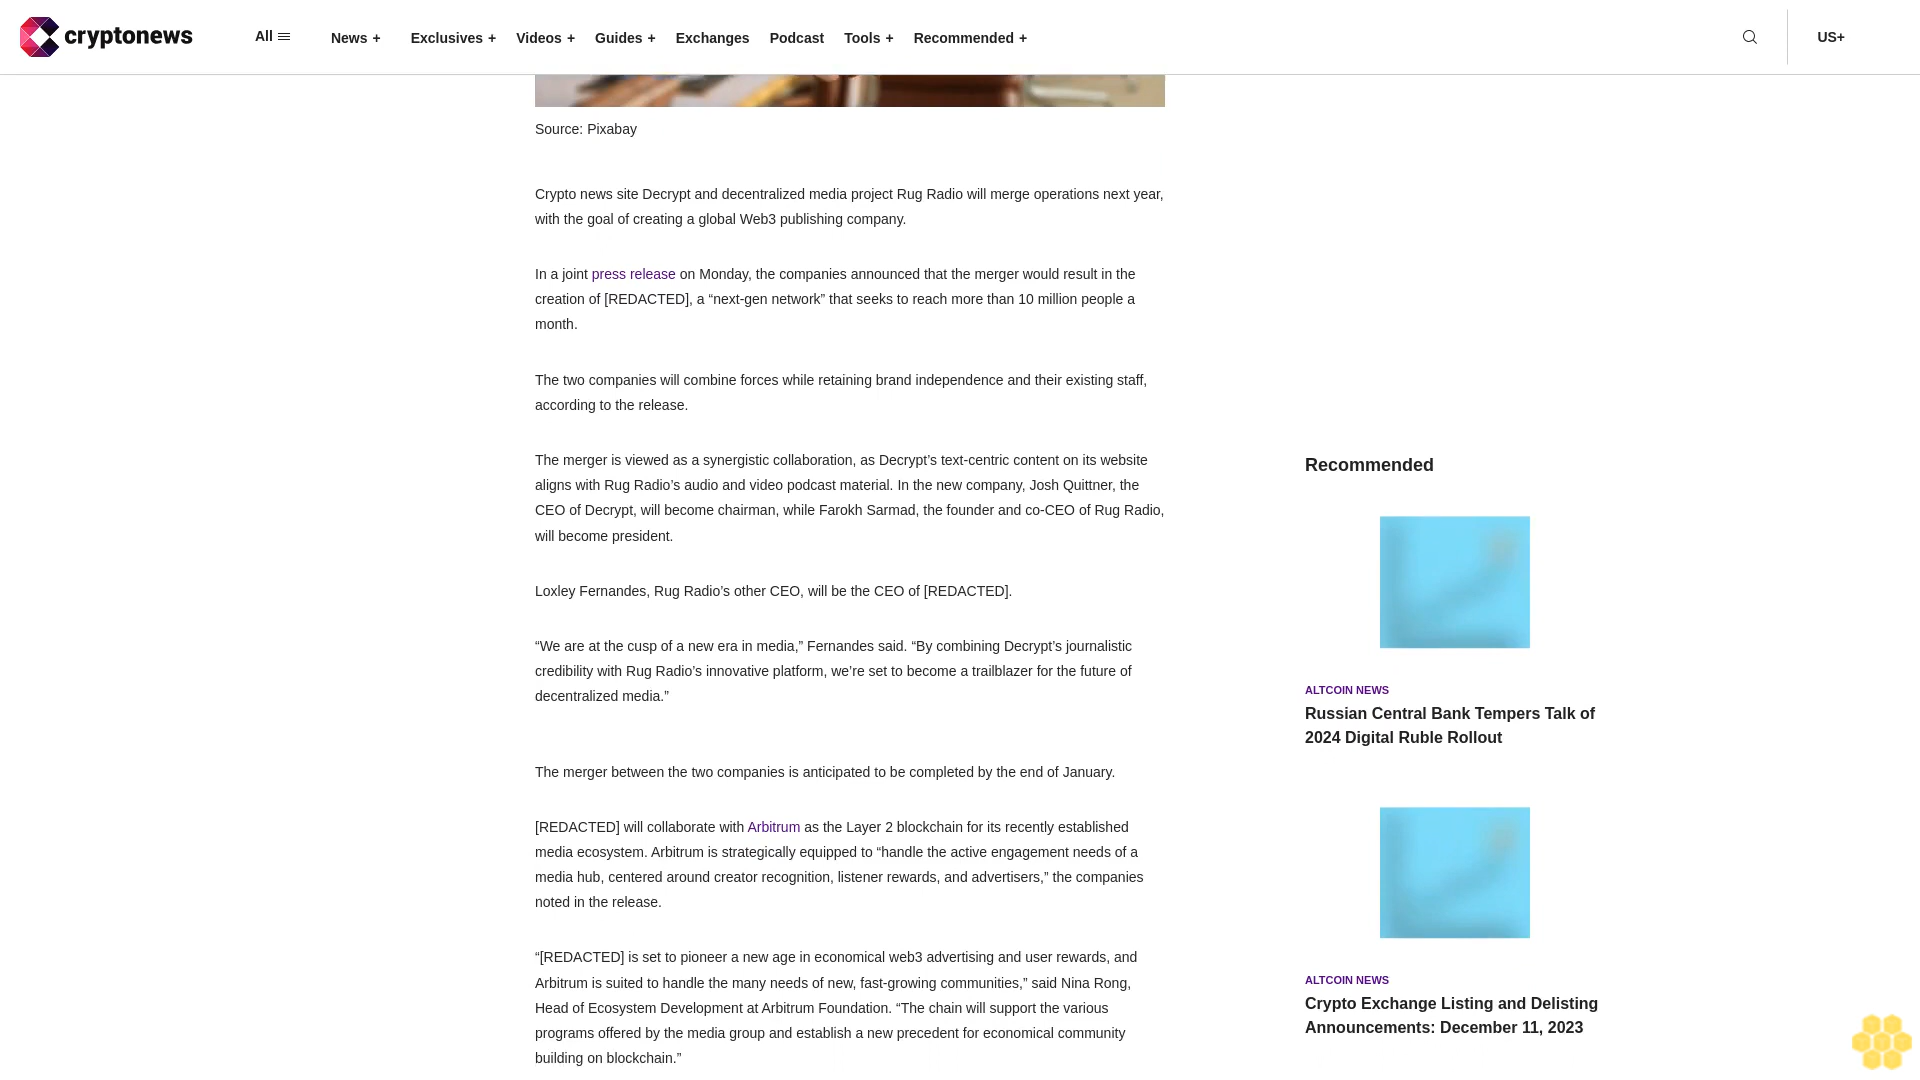 cryptonews
All
News +
Exclusives +
Videos +
Guides +
Exchanges
Podcast
Tools +
Recommended +
US+
Source: Pixabay
Crypto news site Decrypt and decentralized media project Rug Radio will merge operations next year,
with the goal of creating a global Web3 publishing company.
In a joint press release on Monday, the companies announced that the merger would result in the
creation of [REDACTED], a “next-gen network” that seeks to reach more than 10 million people a
month.
The two companies will combine forces while retaining brand independence and their existing staff,
according to the release.
The merger is viewed as a synergistic collaboration, as Decrypt’s text-centric content on its website
aligns with Rug Radio’s audio and video podcast material. In the new company, Josh Quittner, the
CEO of Decrypt, will become chairman, while Farokh Sarmad, the founder and co-CEO of Rug Radio,
will become president.
Loxley Fernandes, Rug Radio’s other CEO, will be the CEO of [REDACTED].
“We are at the cusp of a new era in media,” Fernandes said. “By combining Decrypt’s journalistic
credibility with Rug Radio’s innovative platform, we’re set to become a trailblazer for the future of
decentralized media.”
The merger between the two companies is anticipated to be completed by the end of January.
[REDACTED] will collaborate with Arbitrum as the Layer 2 blockchain for its recently established
media ecosystem. Arbitrum is strategically equipped to “handle the active engagement needs of a
media hub, centered around creator recognition, listener rewards, and advertisers,” the companies
noted in the release.
“[REDACTED] is set to pioneer a new age in economical web3 advertising and user rewards, and
Arbitrum is suited to handle the many needs of new, fast-growing communities,” said Nina Rong,
Head of Ecosystem Development at Arbitrum Foundation. “The chain will support the various
programs offered by the media group and establish a new precedent for economical community
building on blockchain.”
Recommended
ALTCOIN NEWS
Russian Central Bank Tempers Talk of
2024 Digital Ruble Rollout
ALTCOIN NEWS
Crypto Exchange Listing and Delisting
Announcements: December 11, 2023